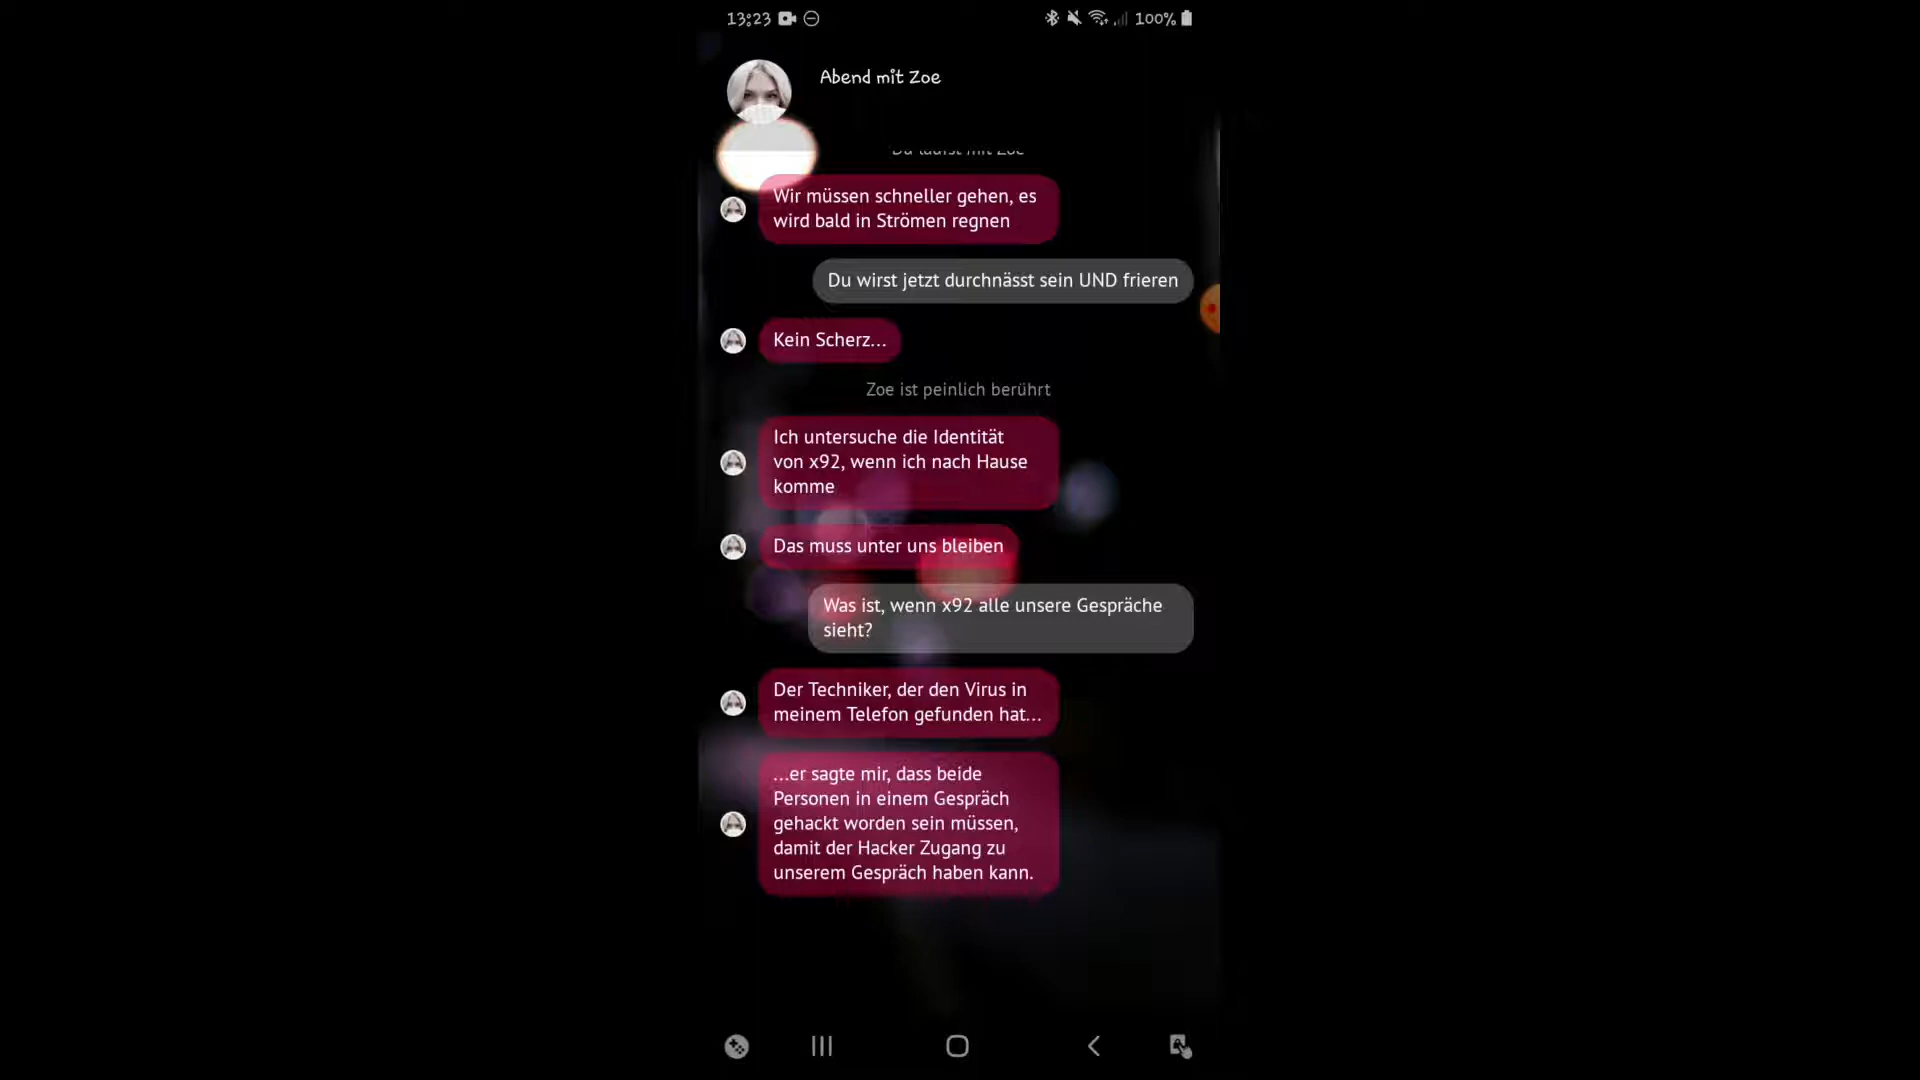 13:23
100%
Abend mit Zoe
Du läufst mit Zoe
Wir müssen schneller gehen, es
wird bald in Strömen regnen
Du wirst jetzt durchnässt sein UND frieren
Kein Scherz...
Zoe ist peinlich berührt
Ich untersuche die Identität
von x92, wenn ich nach Hause
komme
Das muss unter uns bleiben
Was ist, wenn x92 alle unsere Gespräche
sieht?
Der Techniker, der den Virus in
meinem Telefon gefunden hat...
...er sagte mir, dass beide
Personen in einem Gespräch
gehackt worden sein müssen,
damit der Hacker Zugang zu
unserem Gespräch haben kann.